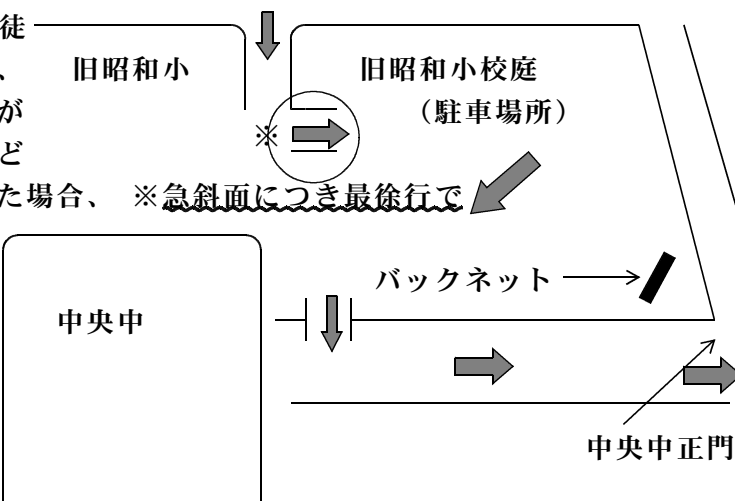 徒
、 旧昭和小 旧昭和小校庭
が （駐車場所）
※
ど
た場合、 ※急斜面につき最徐行で
バックネット
中央中
中央中正門